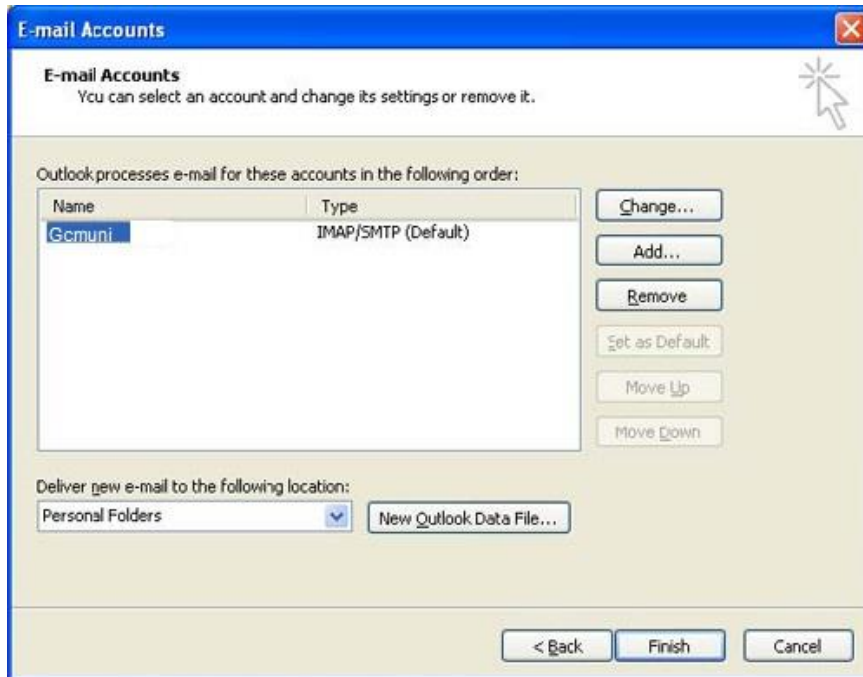 E-mail Accounts
E-mail Accounts
You can select an account and change its settings or remove it.
Outlook processes e-mail for these accounts in the following order:
Name Type
Gcmuni IMAP/SMTP (Default)
Change...
Add...
Remove
Set as Default
Move Up
Move Down
Deliver new e-mail to the following location:
Personal Folders
New Outlook Data File...
< Back Finish Cancel